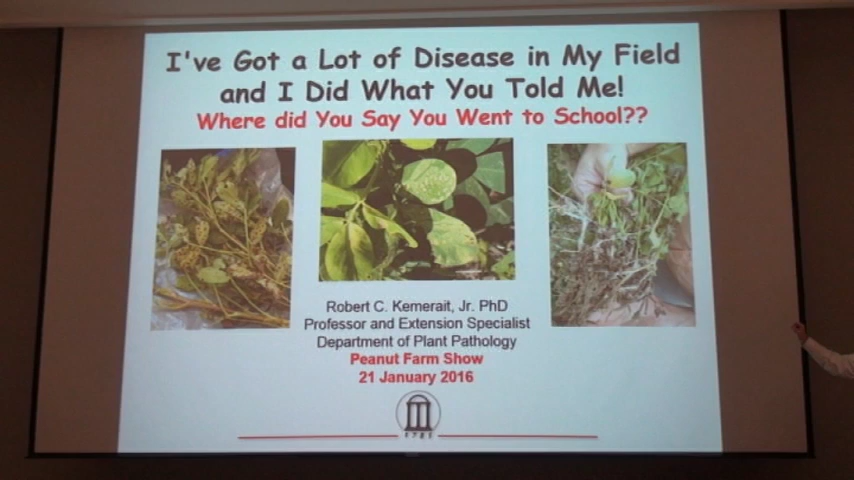 I've Got a Lot of Disease in My Field
and I Did What You Told Me!
Where did You Say You Went to School??
Robert C. Kemerait, Jr. PhD
Professor and Extension Specialist
Department of Plant Pathology
Peanut Farm Show
21 January 2016
1785